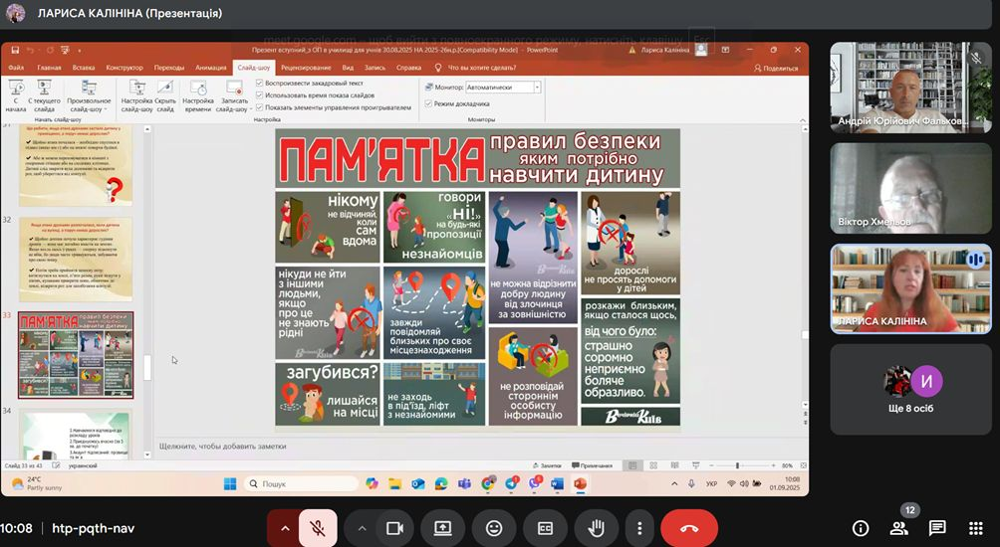 ЛАРИСА КАЛІНІНА (Презентація)
meet.google.com – щоб вийти з повноекранного режиму, натисніть клавішу Esc
Презент вступний_з ОП в училищі для учнів 30.08.2025 НА 2025-26н.р.[Compatibility Mode] - PowerPoint
Лариса Калініна
Файл
Главная
Вставка
Конструктор
Переходы
Анимация
Слайд-шоу
Рецензирование
Вид
Запись
Справка
Что вы хотите сделать?
Поделиться
С начала
С текущего слайда
Произвольное слайд-шоу
Начать слайд-шоу
Настройка слайд-шоу
Скрыть слайд
Настройка времени
Записать слайд-шоу
Воспроизвести закадровый текст
Использовать время показа слайдов
Показать элементы управления проигрывателем
Настройка
Монитор:
Автоматически
Режим докладчика
Мониторы
32
33
34
ПАМ'ЯТКА
правил безпеки
яким потрібно
навчити дитину
нікому
не відчиняй,
коли
сам
вдома
говори
«Ні!»
на будь-які
пропозиції
незнайомців
не можна відрізнити
добру людину
від злочинця
за зовнішністю
дорослі
не просять допомоги
у дітей
нікуди не йти
з іншими
людьми,
якщо
про це
не знають
рідні
завжди
повідомляй
близьких про своє
місцезнаходження
розкажи близьким,
якщо сталося щось,
від чого було:
страшно
соромно
неприємно
боляче
образливо.
загубився?
лишайся
на місці
не заходь
в під'їзд, ліфт
з незнайомими
не розповідай
стороннім
особисту
інформацію
Вечірній Київ
Щелкните, чтобы добавить заметки
Слайд 33 из 43
украинский
Заметки
Примечания
80%
24°C
Partly sunny
Пошук
УКР
10:08
01.09.2025
Андрій Юрійович Фальков...
Віктор Хмельов
ЛАРИСА КАЛІНІНА
И
Ще 8 осіб
10:08
htp-pqth-nav
12